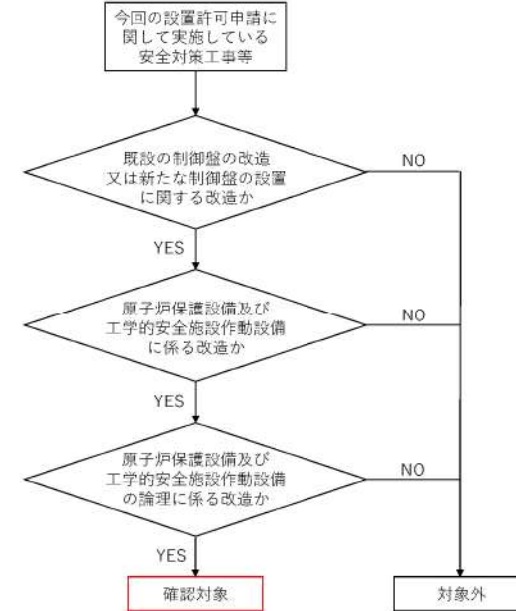 今回の設置許可申請に
関して実施している
安全対策工事等
既設の制御盤の改造
又は新たな制御盤の設置
に関する改造か
NO
YES
原子炉保護設備及び
工学的安全施設作動設備
に係る改造か
NO
YES
原子炉保護設備及び
工学的安全施設作動設備
の論理に係る改造か
NO
YES
確認対象
対象外